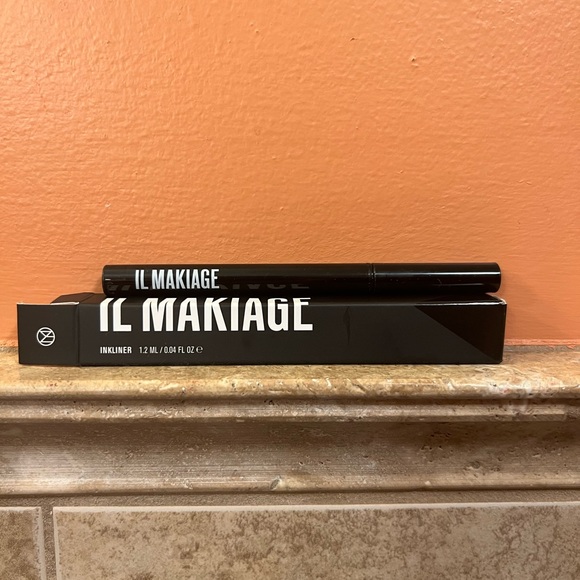 IL MAKIAGE
IL MAKIAGE
INKLINER 1.2 ML / 0.04 FL OZ ℮